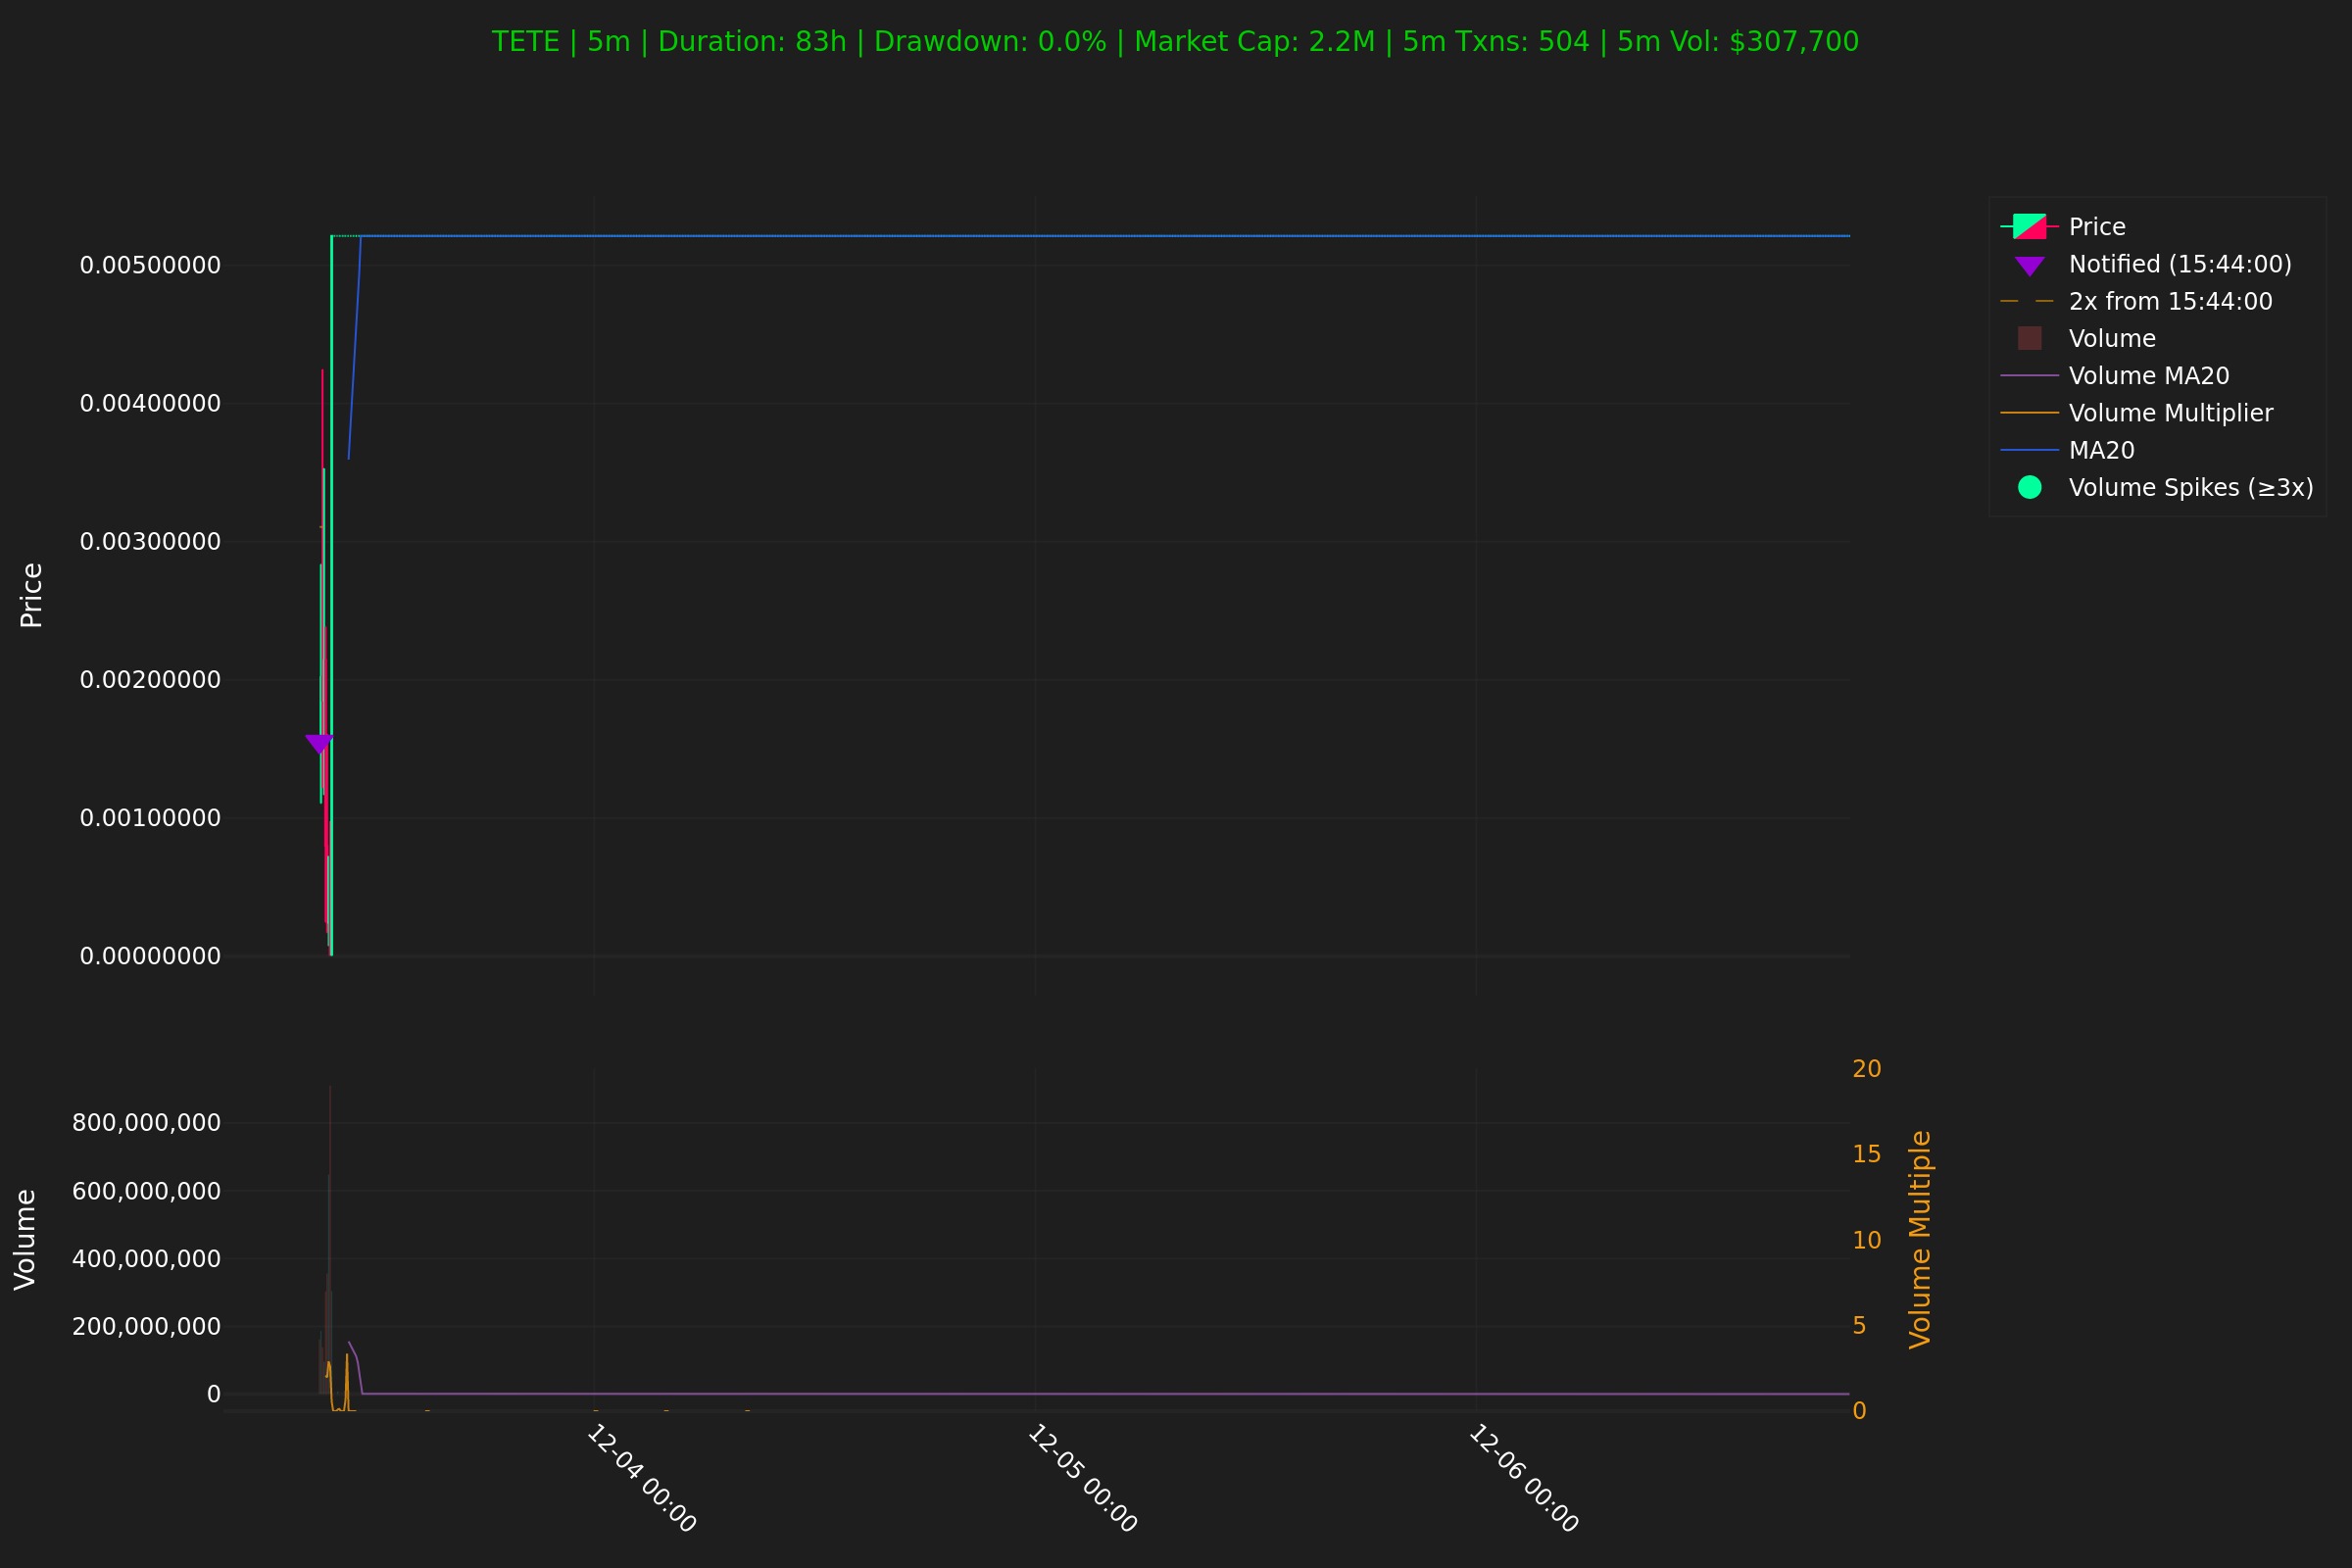 TETE | 5m | Duration: 83h | Drawdown: 0.0% | Market Cap: 2.2M | 5m Txns: 504 | 5m Vol: $307,700
Price
0.00500000
0.00400000
0.00300000
0.00200000
0.00100000
0.00000000
Price
Notified (15:44:00)
2x from 15:44:00
Volume
Volume MA20
Volume Multiplier
MA20
Volume Spikes (≥3x)
Volume
800,000,000
600,000,000
400,000,000
200,000,000
0
20
15
10
5
0
Volume Multiple
12-04 00:00
12-05 00:00
12-06 00:00